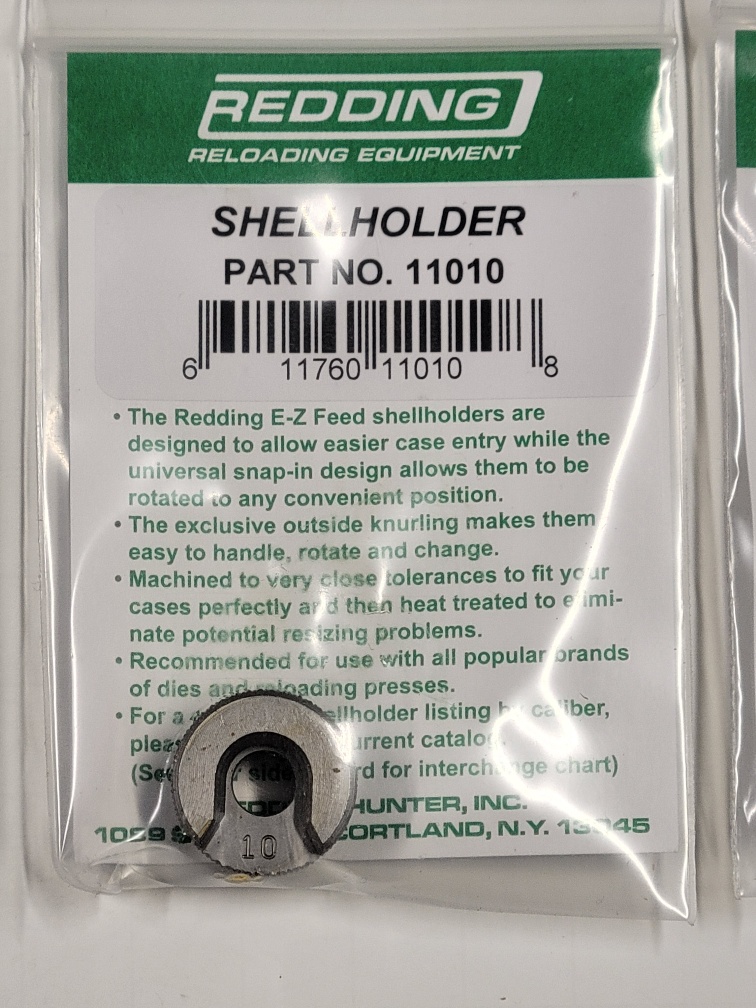 REDDING
RELOADING EQUIPMENT
SHELLHOLDER
PART NO. 11010
6 11760 11010 8
• The Redding E-Z Feed shellholders are
designed to allow easier case entry while the
universal snap-in design allows them to be
rotated to any convenient position.
• The exclusive outside knurling makes them
easy to handle, rotate and change.
• Machined to very close tolerances to fit your
cases perfectly and then heat treated to elimi-
nate potential resizing problems.
• Recommended for use with all popular brands
of dies and reloading presses.
• For a shellholder listing by caliber,
current catalog.
side for interchange chart)
HUNTER, INC.
CORTLAND, N.Y. 13045
10